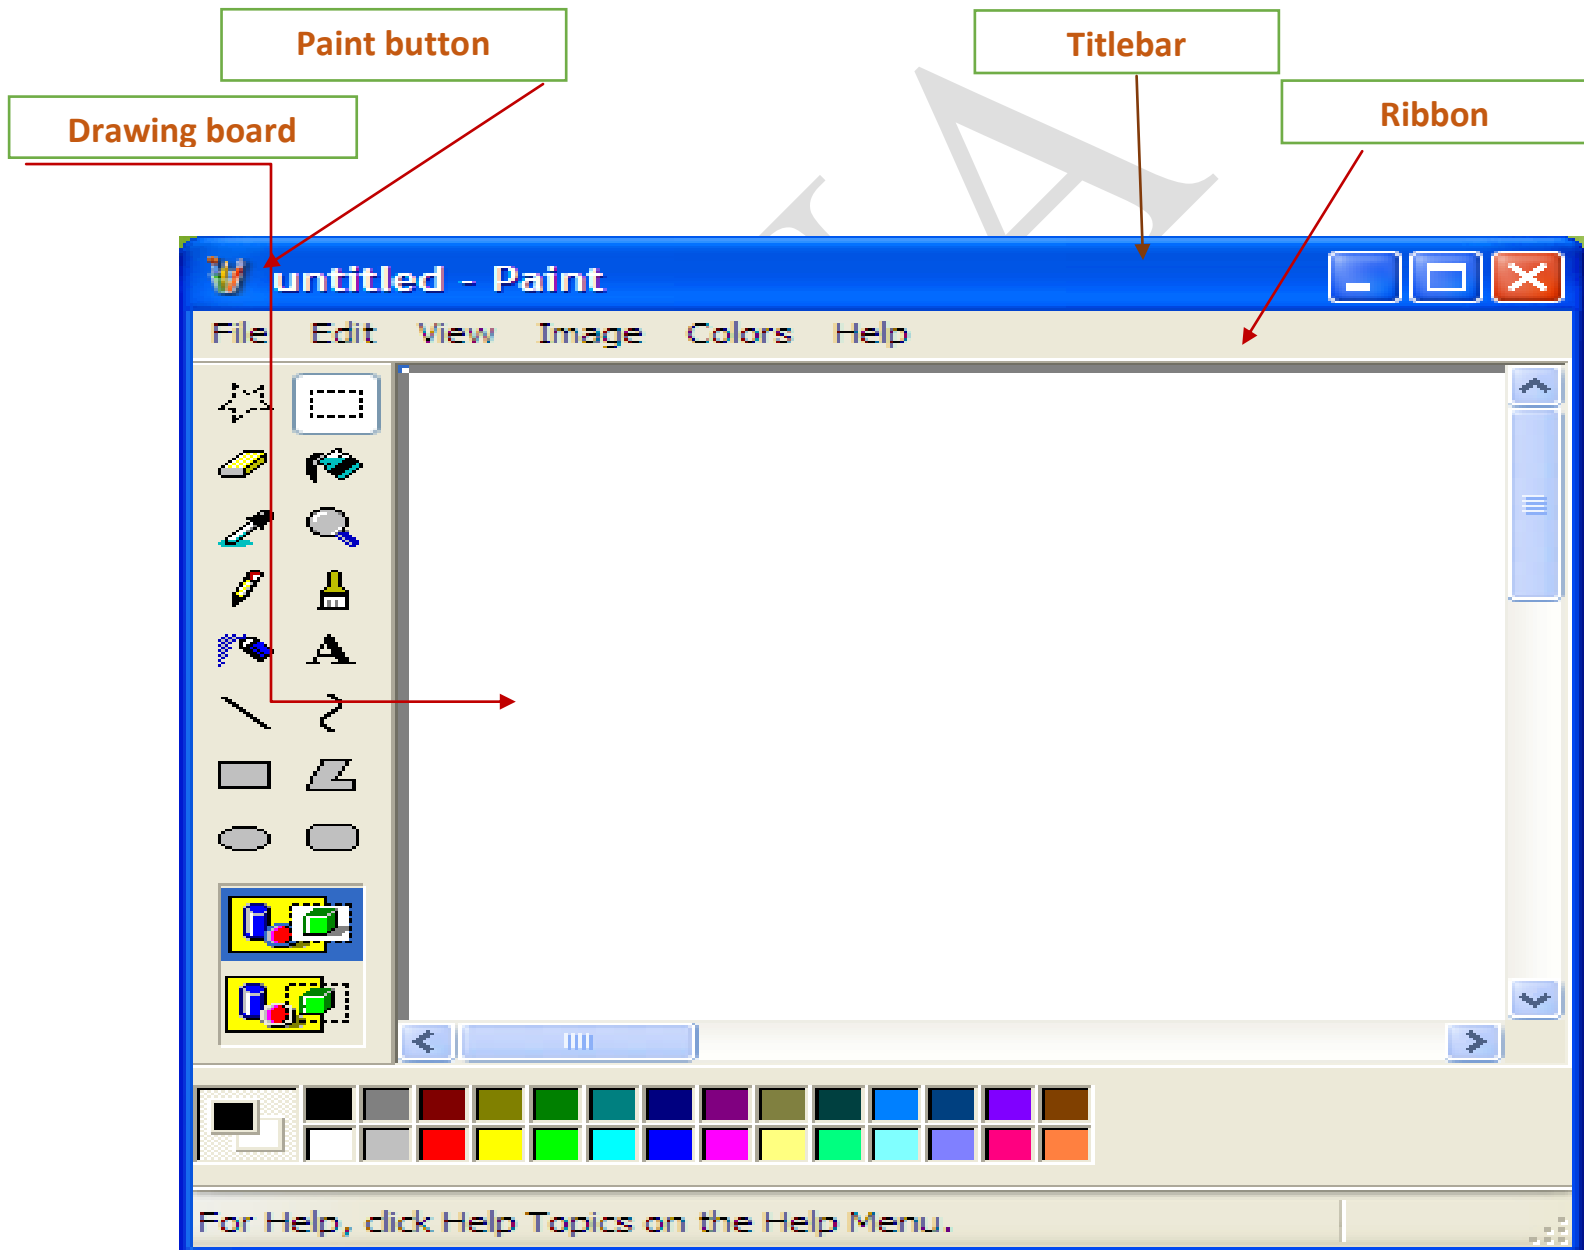 Paint button
Titlebar
Drawing board
Ribbon
untitled - Paint
File Edit View Image Colors Help
A
For Help, click Help Topics on the Help Menu.